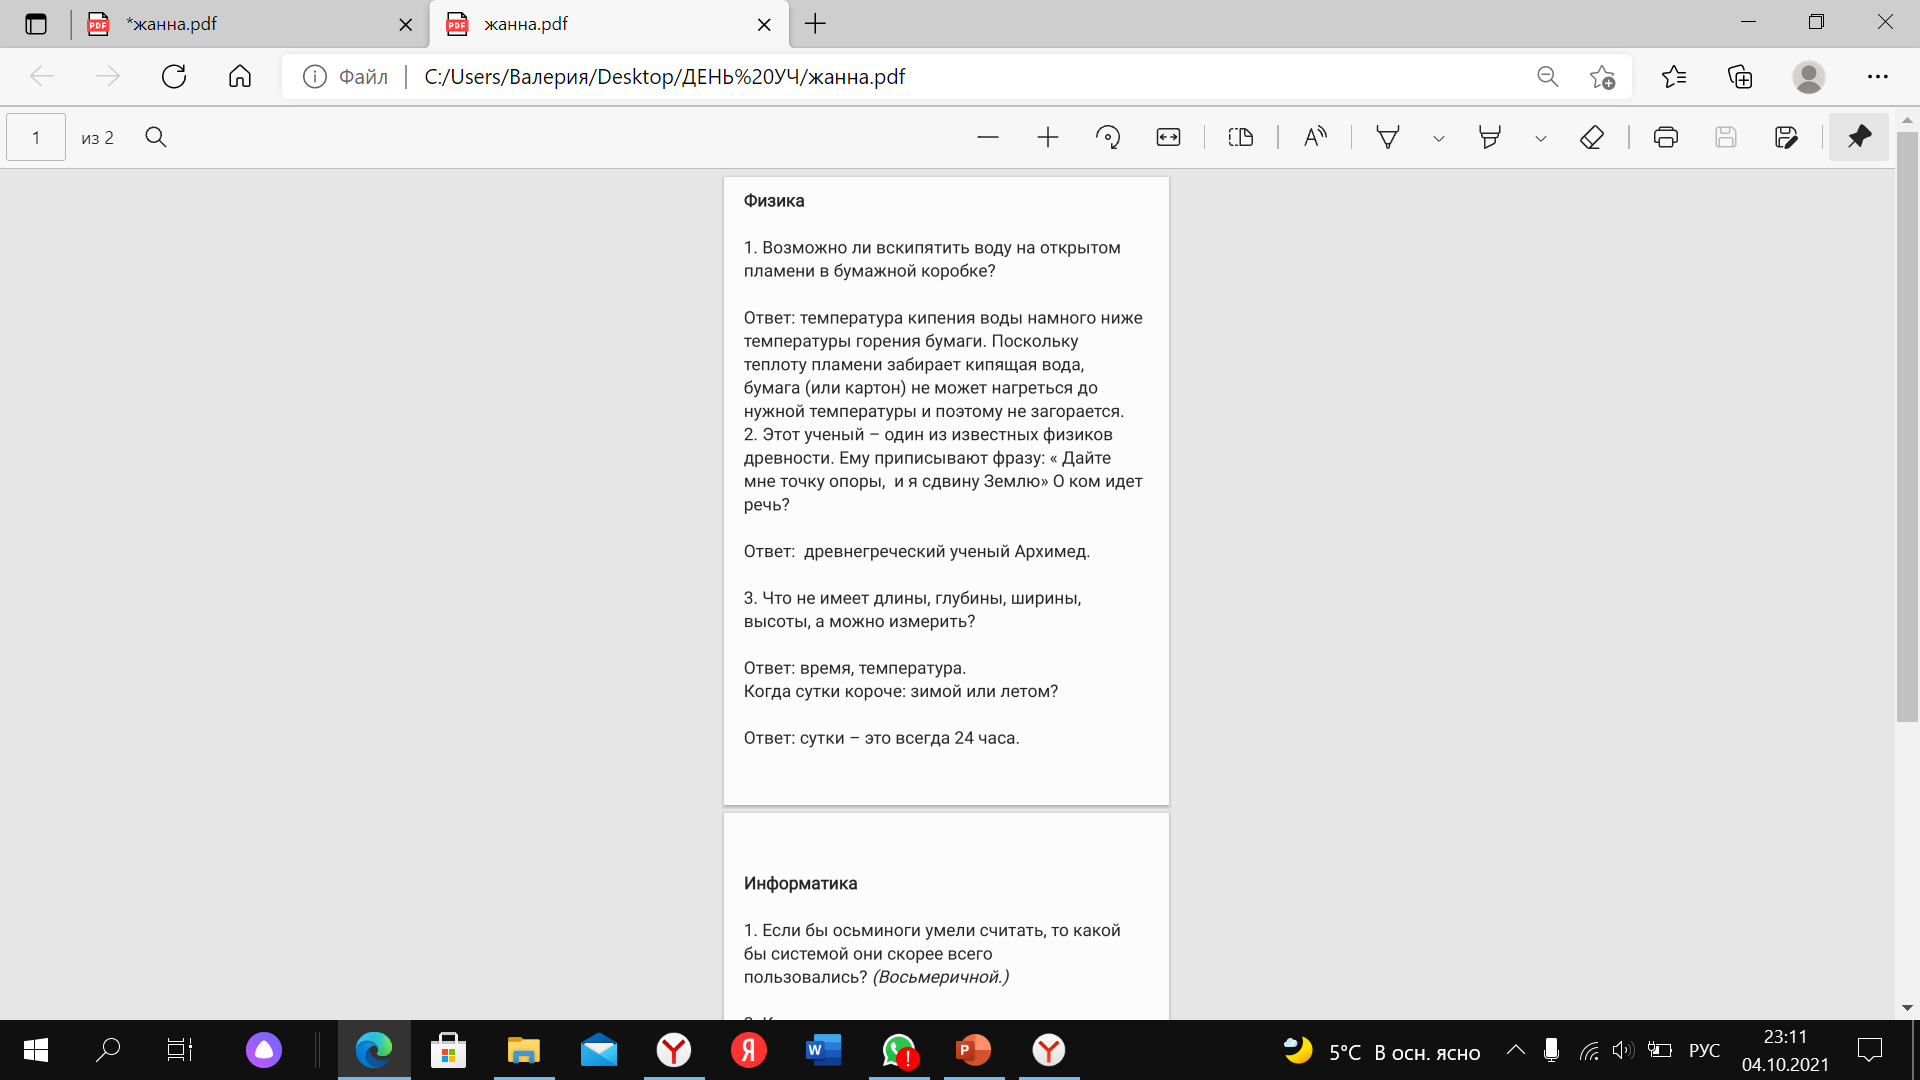 *жанна.pdf
жанна.pdf
Файл
C:/Users/Валерия/Desktop/ДЕНЬ%20УЧ/жанна.pdf
1
из 2
Физика
1. Возможно ли вскипятить воду на открытом
пламени в бумажной коробке?
Ответ: температура кипения воды намного ниже
температуры горения бумаги. Поскольку
теплоту пламени забирает кипящая вода,
бумага (или картон) не может нагреться до
нужной температуры и поэтому не загорается.
2. Этот ученый – один из известных физиков
древности. Ему приписывают фразу: « Дайте
мне точку опоры,  и я сдвину Землю» О ком идет
речь?
Ответ:  древнегреческий ученый Архимед.
3. Что не имеет длины, глубины, ширины,
высоты, а можно измерить?
Ответ: время, температура.
Когда сутки короче: зимой или летом?
Ответ: сутки – это всегда 24 часа.
Информатика
1. Если бы осьминоги умели считать, то какой
бы системой они скорее всего
пользовались? (Восьмеричной.)
5°C В осн. ясно
РУС
23:11
04.10.2021